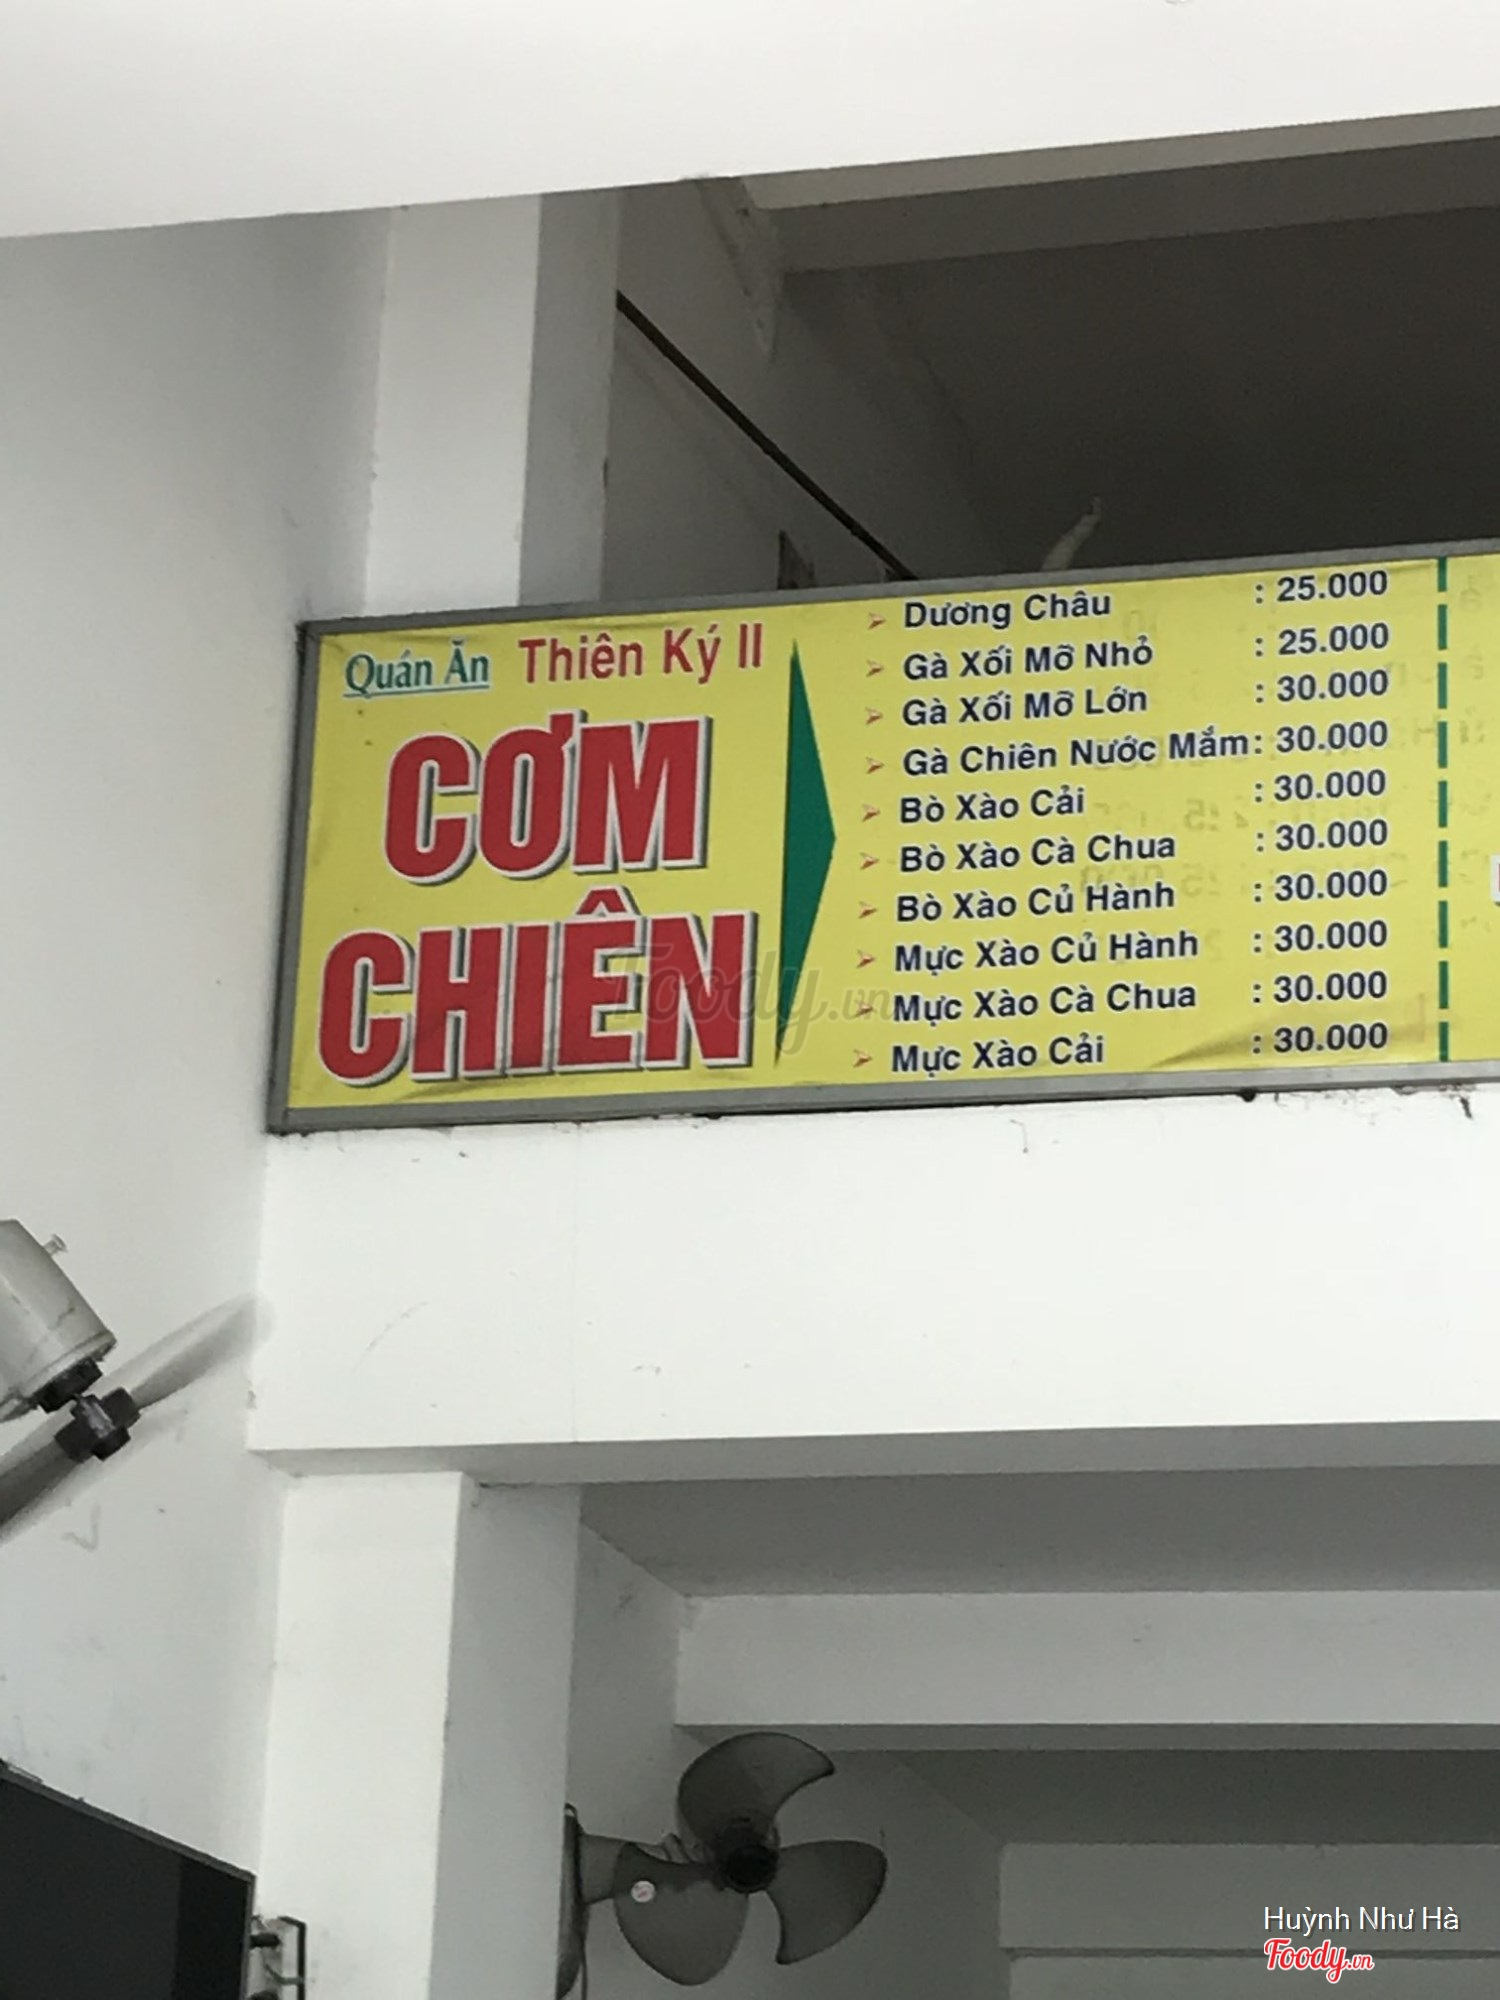 Quán Ăn Thiên Ký II
CƠM
CHIÊN
Dương Châu : 25.000
Gà Xối Mỡ Nhỏ : 25.000
Gà Xối Mỡ Lớn : 30.000
Gà Chiên Nước Mắm: 30.000
Bò Xào Cải : 30.000
Bò Xào Cà Chua : 30.000
Bò Xào Củ Hành : 30.000
Mực Xào Củ Hành : 30.000
Mực Xào Cà Chua : 30.000
Mực Xào Cải : 30.000
Foody.vn
Huỳnh Như Hà
Foody.vn